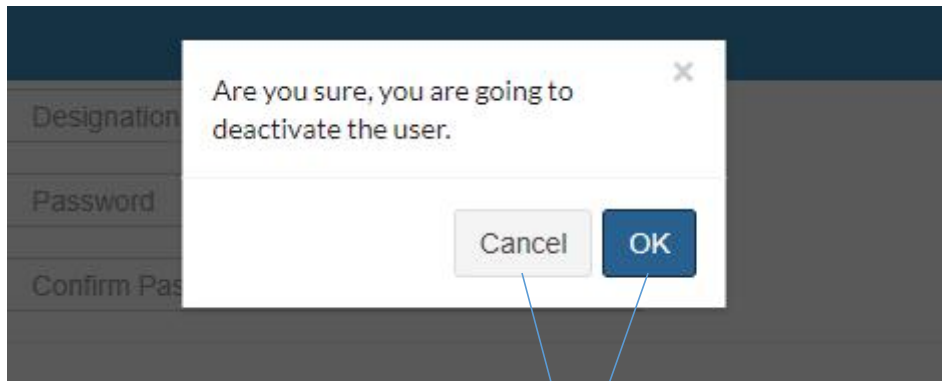 Are you sure, you are going to
deactivate the user.
×
Designation
Password
Confirm Pas
Cancel
OK